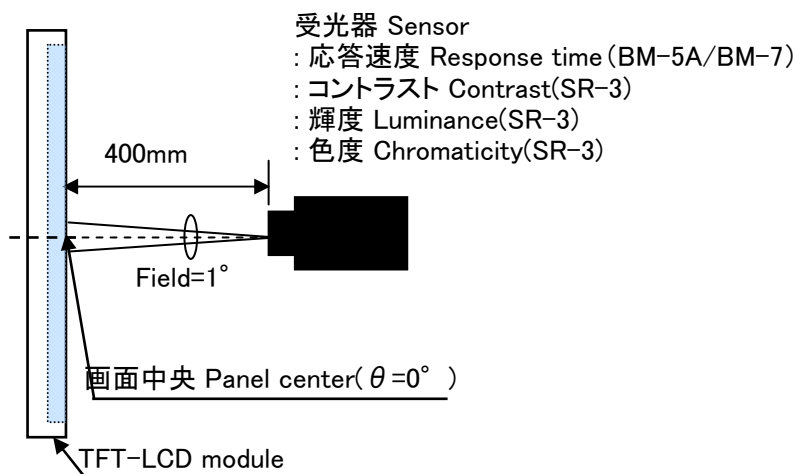 受光器 Sensor
: 応答速度 Response time(BM-5A/BM-7)
: コントラスト Contrast(SR-3)
: 輝度 Luminance(SR-3)
: 色度 Chromaticity(SR-3)
400mm
Field=1°
画面中央 Panel center(θ=0° )
TFT-LCD module